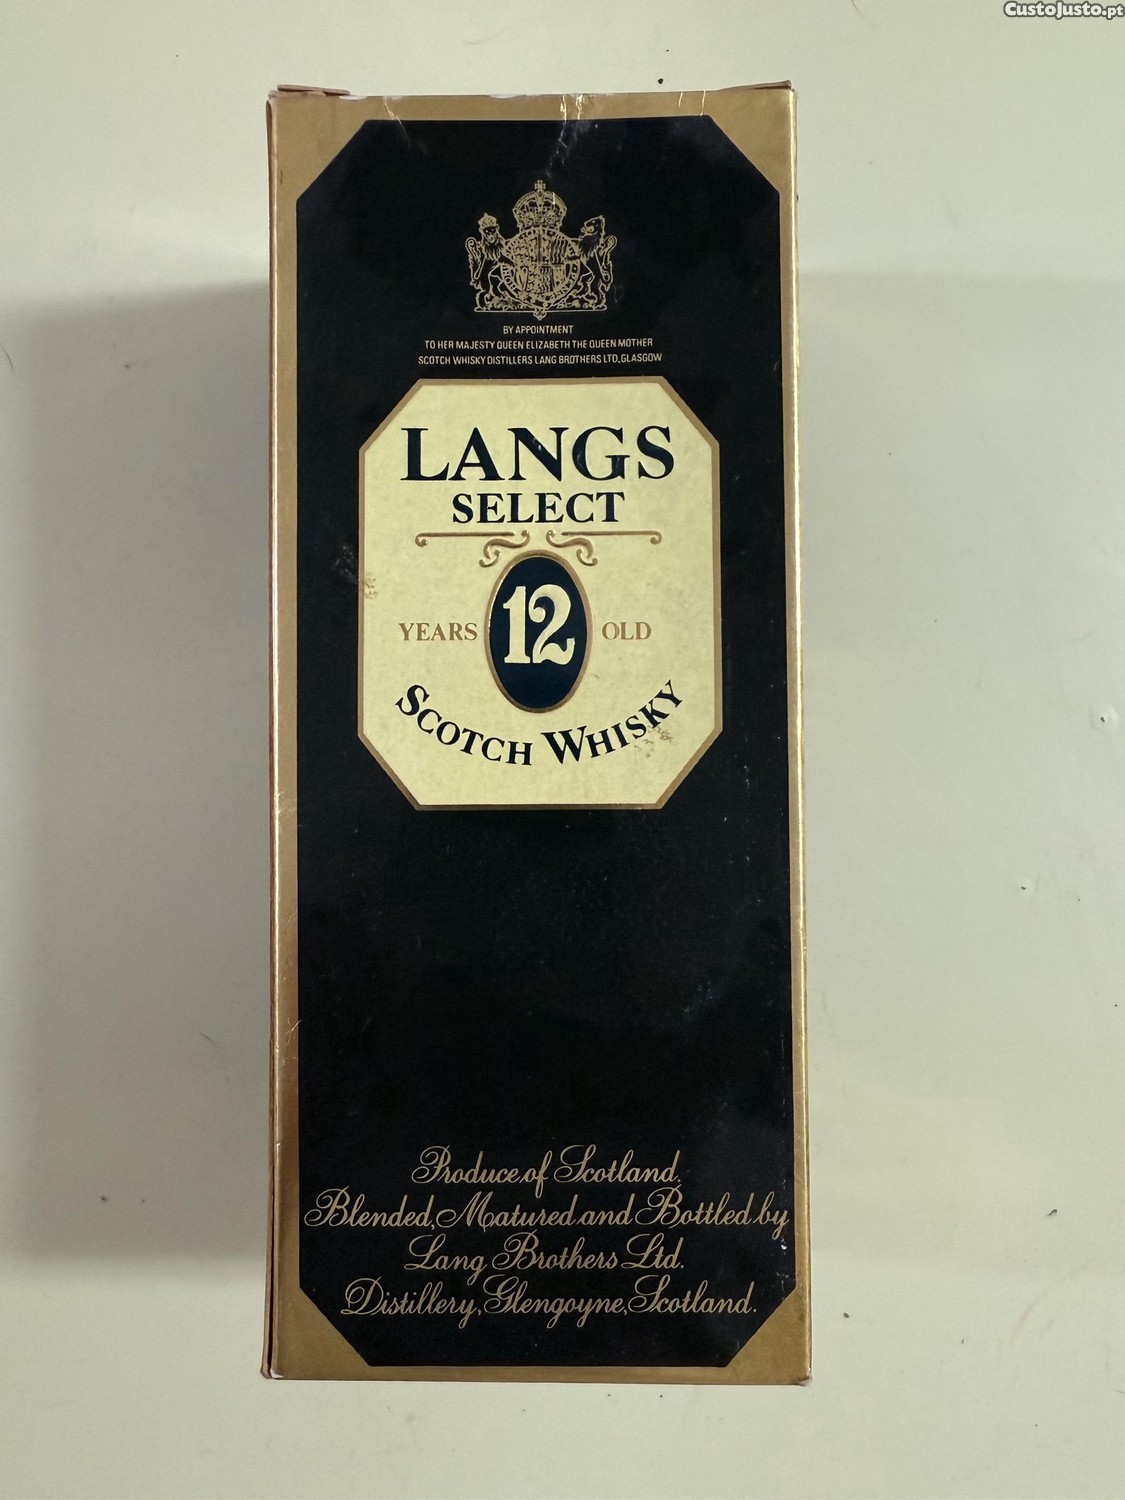 CustoJusto.pt
BY APPOINTMENT
TO HER MAJESTY QUEEN ELIZABETH THE QUEEN MOTHER
SCOTCH WHISKY DISTILLERS LANG BROTHERS LTD, GLASGOW
LANGS
SELECT
YEARS 12 OLD
SCOTCH WHISKY
Produce of Scotland.
Blended, Matured and Bottled by
Lang Brothers Ltd.
Distillery, Glengoyne, Scotland.